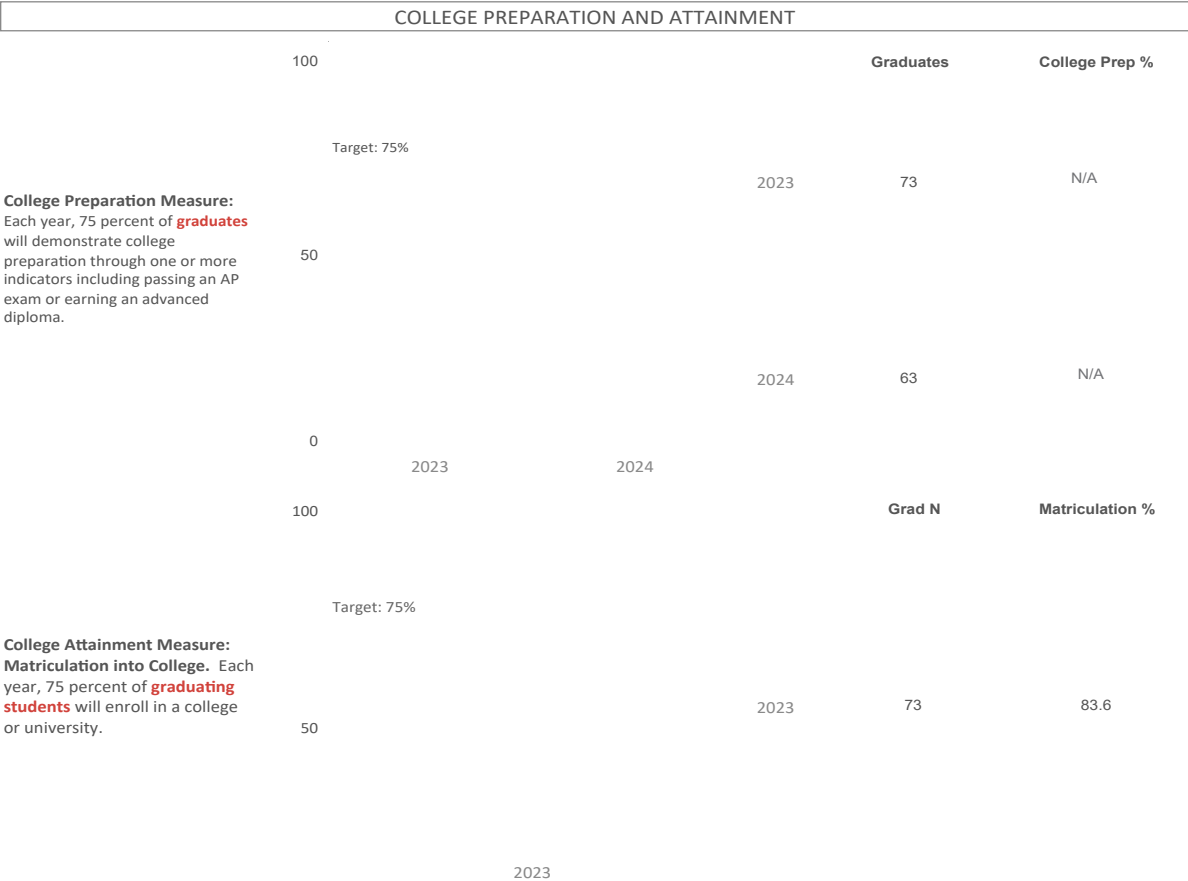 COLLEGE PREPARATION AND ATTAINMENT
100
Graduates College Prep %
Target: 75%
2023 73 N/A
College Preparation Measure:
Each year, 75 percent of graduates
will demonstrate college
preparation through one or more
indicators including passing an AP
exam or earning an advanced
diploma.
50
2024 63 N/A
0
2023 2024
100
Grad N Matriculation %
Target: 75%
College Attainment Measure:
Matriculation into College. Each
year, 75 percent of graduating
students will enroll in a college
or university.
50
2023 73 83.6
2023